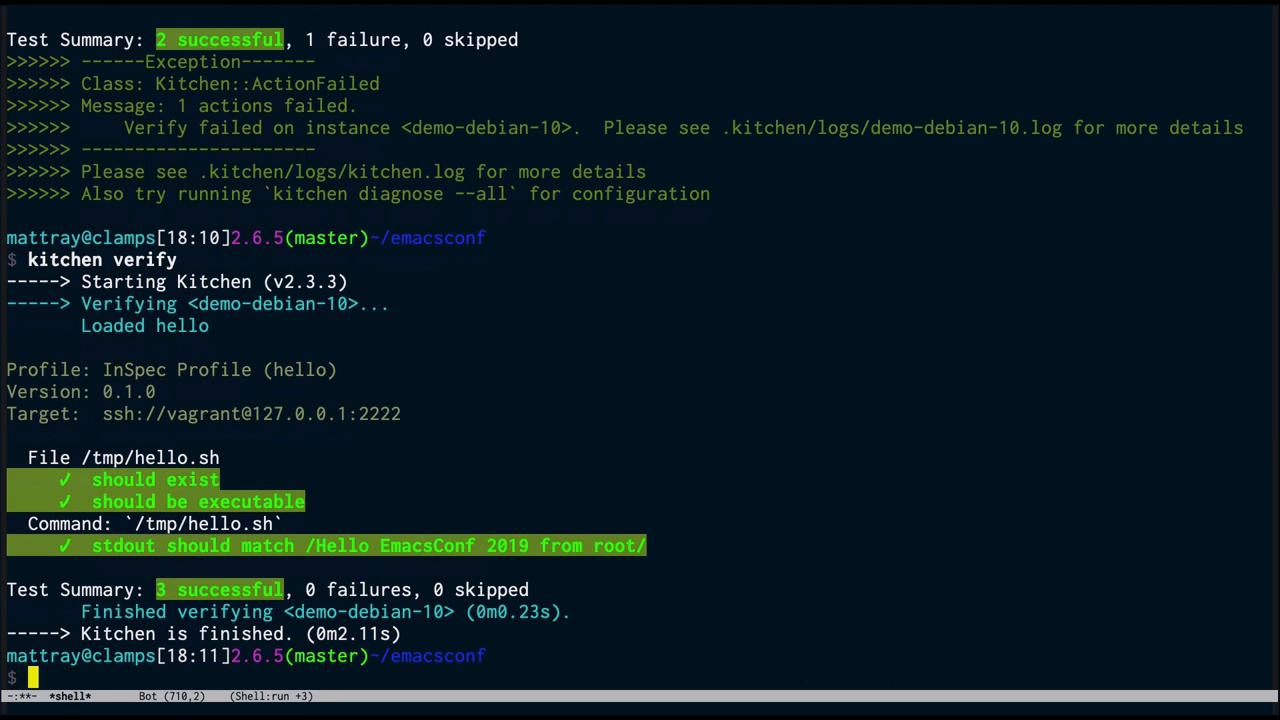 Test Summary: 2 successful, 1 failure, 0 skipped
>>>>>> ------Exception-------
>>>>>> Class: Kitchen::ActionFailed
>>>>>> Message: 1 actions failed.
>>>>>>     Verify failed on instance <demo-debian-10>.  Please see .kitchen/logs/demo-debian-10.log for more details
>>>>>> ----------------------
>>>>>> Please see .kitchen/logs/kitchen.log for more details
>>>>>> Also try running `kitchen diagnose --all` for configuration
mattray@clamps[18:10]2.6.5(master)~/emacsconf
$ kitchen verify
-----> Starting Kitchen (v2.3.3)
-----> Verifying <demo-debian-10>...
       Loaded hello
Profile: InSpec Profile (hello)
Version: 0.1.0
Target:  ssh://vagrant@127.0.0.1:2222
  File /tmp/hello.sh
     ✓  should exist
     ✓  should be executable
  Command: `/tmp/hello.sh`
     ✓  stdout should match /Hello EmacsConf 2019 from root/
Test Summary: 3 successful, 0 failures, 0 skipped
       Finished verifying <demo-debian-10> (0m0.23s).
-----> Kitchen is finished. (0m2.11s)
mattray@clamps[18:11]2.6.5(master)~/emacsconf
$
-:**-  *shell*      Bot (710,2)    (Shell:run +3)